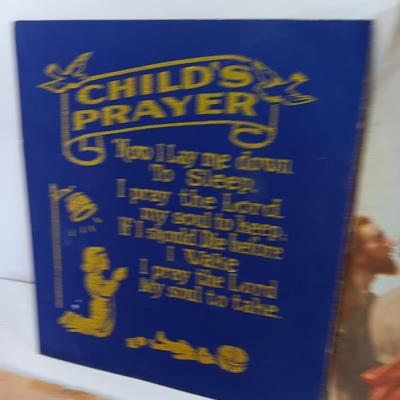 CHILD'S
PRAYER
Now I Lay me down
To Sleep.
I pray the Lord
my soul to keep.
If I should Die before
I Wake
I pray the Lord
My soul to take.